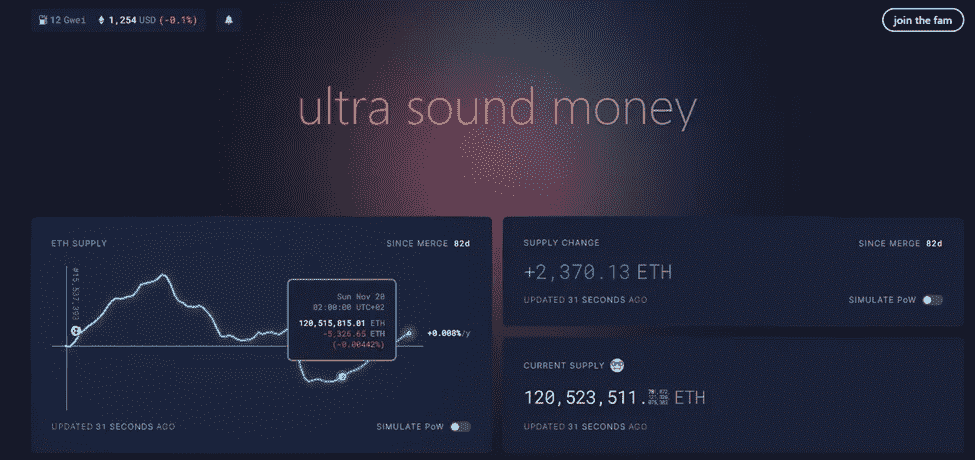 12 Gwei 1,254 USD (-0.1%)
join the fam
ultra sound money
ETH SUPPLY
SINCE MERGE 82d
#15,537,393
Sun Nov 20
02:00:00 UTC+02
120,515,815.01 ETH
-5,326.65 ETH
(-0.00442%)
+0.008%/y
UPDATED 31 SECONDS AGO
SIMULATE PoW
SUPPLY CHANGE
SINCE MERGE 82d
+2,370.13 ETH
UPDATED 31 SECONDS AGO
SIMULATE PoW
CURRENT SUPPLY
120,523,511. ETH
UPDATED 31 SECONDS AGO